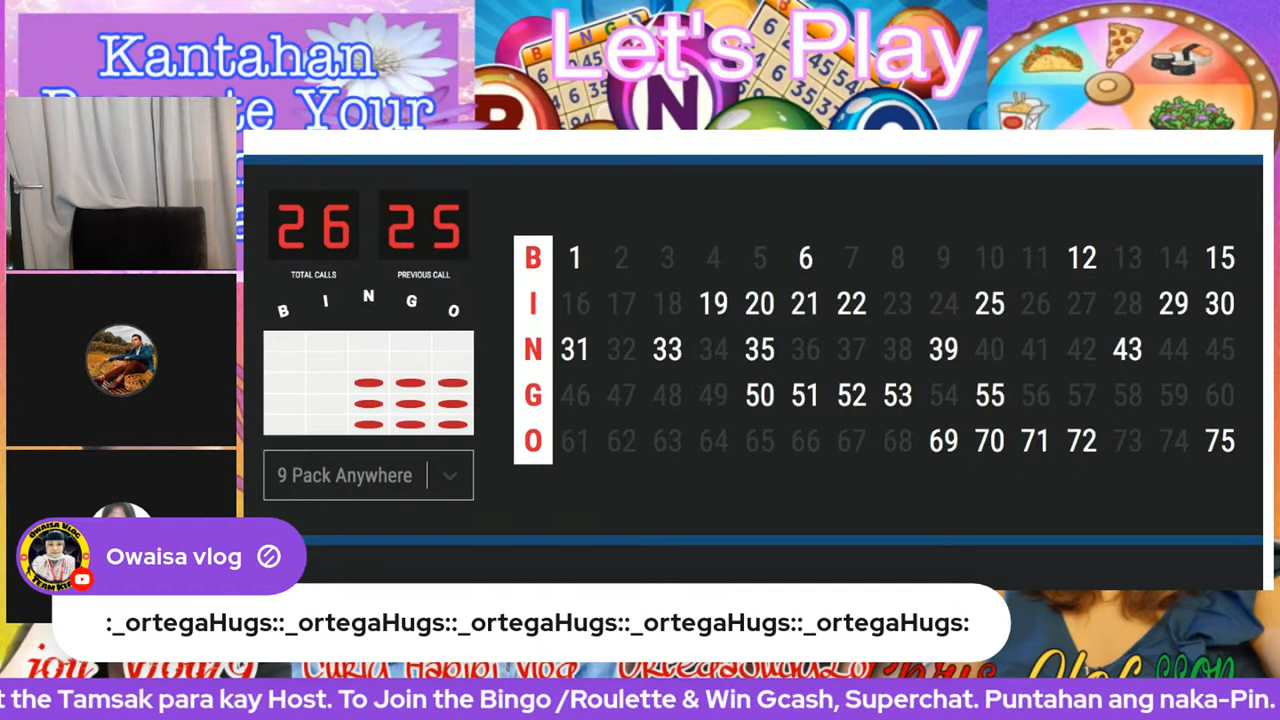 Kantahan
Your
Let's Play
26 25
TOTAL CALLS PREVIOUS CALL
B I N G O
B 1 2 3 4 5 6 7 8 9 10 11 12 13 14 15
I 16 17 18 19 20 21 22 23 24 25 26 27 28 29 30
N 31 32 33 34 35 36 37 38 39 40 41 42 43 44 45
G 46 47 48 49 50 51 52 53 54 55 56 57 58 59 60
O 61 62 63 64 65 66 67 68 69 70 71 72 73 74 75
9 Pack Anywhere
Owaisa vlog
:_ortegaHugs::_ortegaHugs::_ortegaHugs::_ortegaHugs::_ortegaHugs:
t the Tamsak para kay Host. To Join the Bingo /Roulette & Win Gcash, Superchat. Puntahan ang naka-Pin.